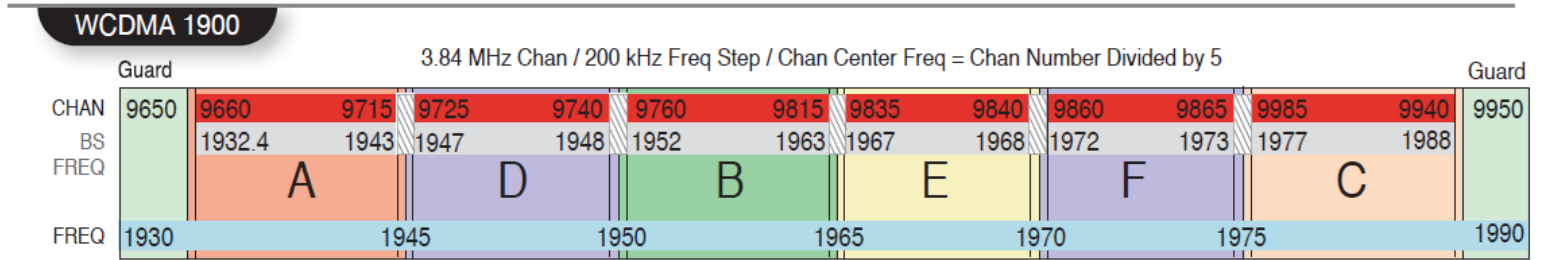 WCDMA 1900
3.84 MHz Chan / 200 kHz Freq Step / Chan Center Freq = Chan Number Divided by 5
Guard Guard
CHAN 9650 9660 9715 9725 9740 9760 9815 9835 9840 9860 9865 9985 9940 9950
BS 1932.4 1943 1947 1948 1952 1963 1967 1968 1972 1973 1977 1988
FREQ A D B E F C
FREQ 1930 1945 1950 1965 1970 1975 1990